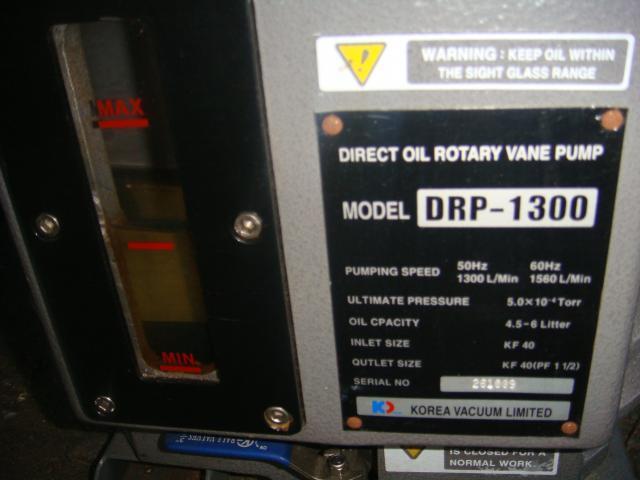 MAX
MIN.
WARNING : KEEP OIL WITHIN
THE SIGHT GLASS RANGE
DIRECT OIL ROTARY VANE PUMP
MODEL DRP-1300
50Hz 60Hz
PUMPING SPEED 1300 L/Min 1560 L/Min
ULTIMATE PRESSURE 5.0×10⁻⁴ Torr
OIL CPACITY 4.5-6 Litter
INLET SIZE KF 40
OUTLET SIZE KF 40(PF 1 1/2)
SERIAL NO
KOREA VACUUM LIMITED
IS CLOSED FOR A
NORMAL WORK.